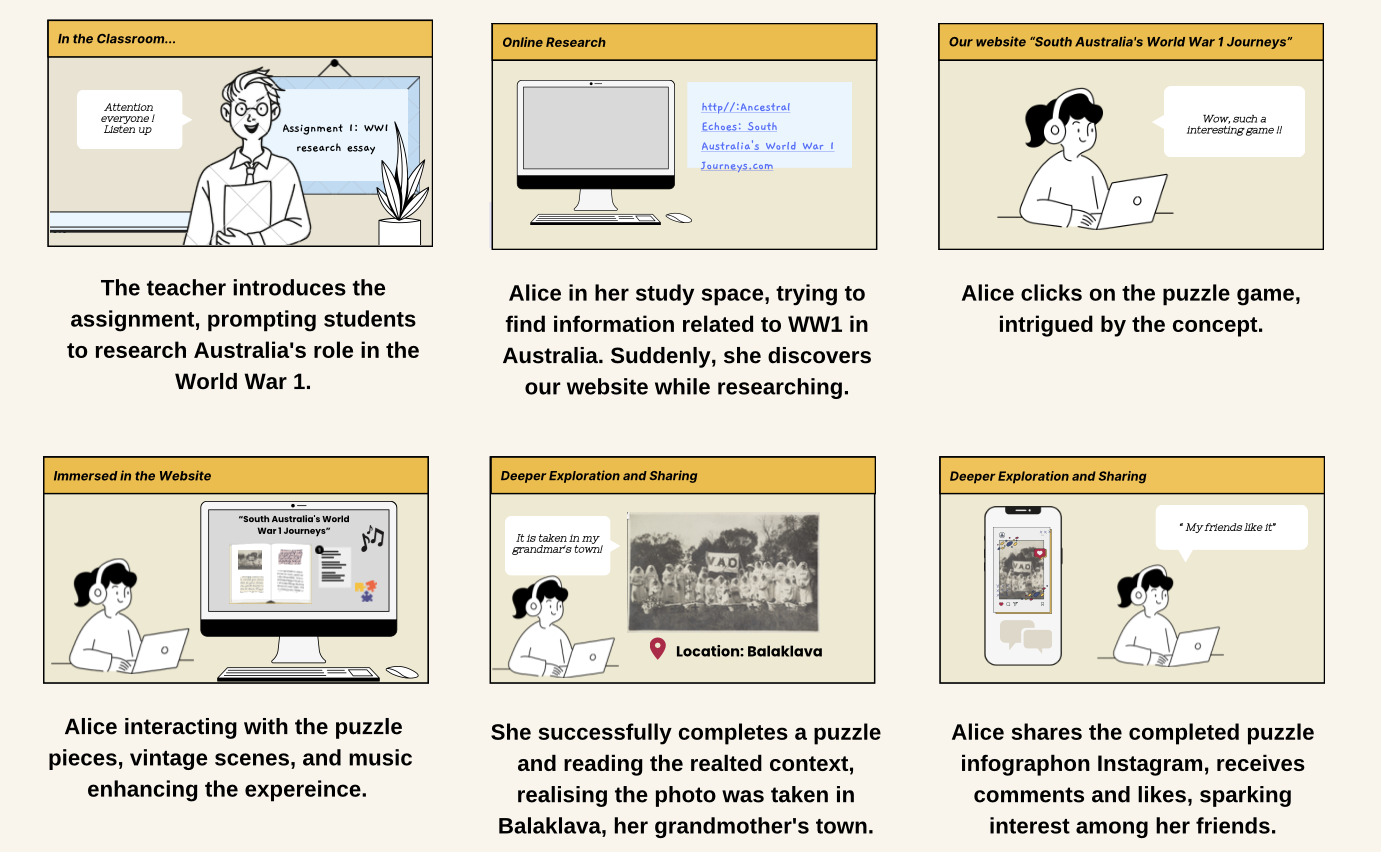 In the Classroom...
Attention
everyone !
Listen up
Assignment 1: WW1
research essay
The teacher introduces the
assignment, prompting students
to research Australia's role in the
World War 1.
Online Research
http//:Ancestral
Echoes: South
Australia's World War 1
Journeys.com
Alice in her study space, trying to
find information related to WW1 in
Australia. Suddenly, she discovers
our website while researching.
Our website “South Australia's World War 1 Journeys”
Wow, such a
interesting game !!
Alice clicks on the puzzle game,
intrigued by the concept.
Immersed in the Website
“South Australia's World
War 1 Journeys”
Alice interacting with the puzzle
pieces, vintage scenes, and music
enhancing the expereince.
Deeper Exploration and Sharing
It is taken in my
grandmar's town!
VAD
Location: Balaklava
She successfully completes a puzzle
and reading the realted context,
realising the photo was taken in
Balaklava, her grandmother's town.
Deeper Exploration and Sharing
VAD
“ My friends like it”
Alice shares the completed puzzle
infographon Instagram, receives
comments and likes, sparking
interest among her friends.